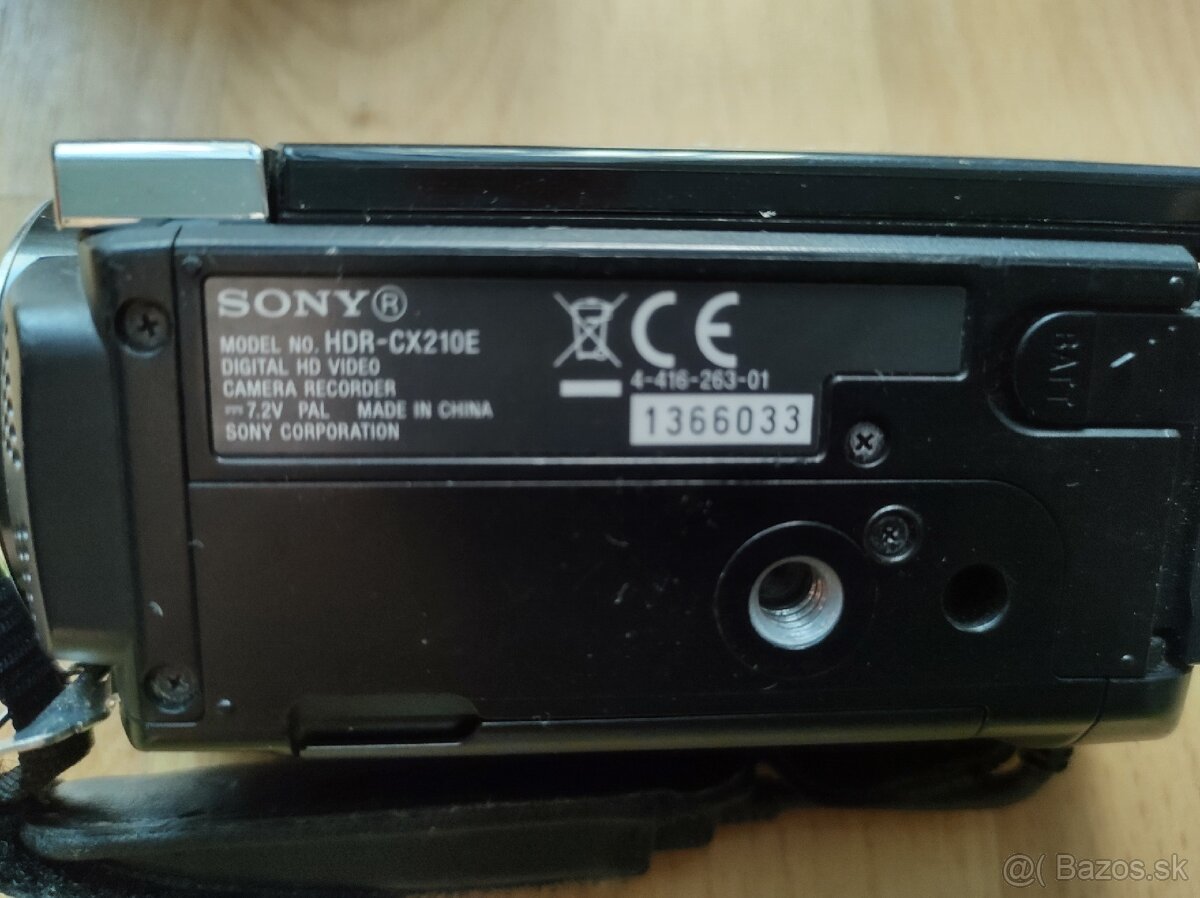 SONY®
MODEL NO. HDR-CX210E
DIGITAL HD VIDEO
CAMERA RECORDER
⎓ 7.2V PAL MADE IN CHINA
SONY CORPORATION
CE
4-416-263-01
1366033
BATT
@( Bazos.sk